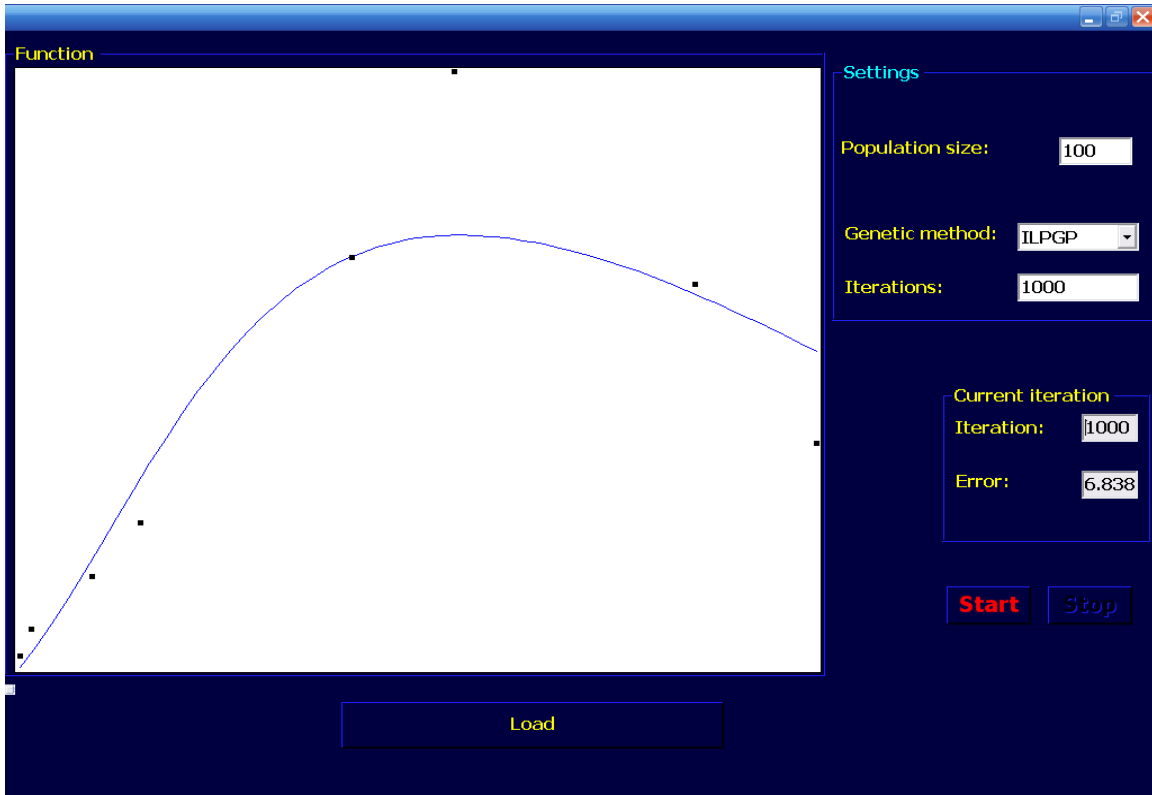 Function
Settings
Population size: 100
Genetic method: ILPGP
Iterations: 1000
Current iteration
Iteration: 1000
Error: 6.838
Start Stop
Load